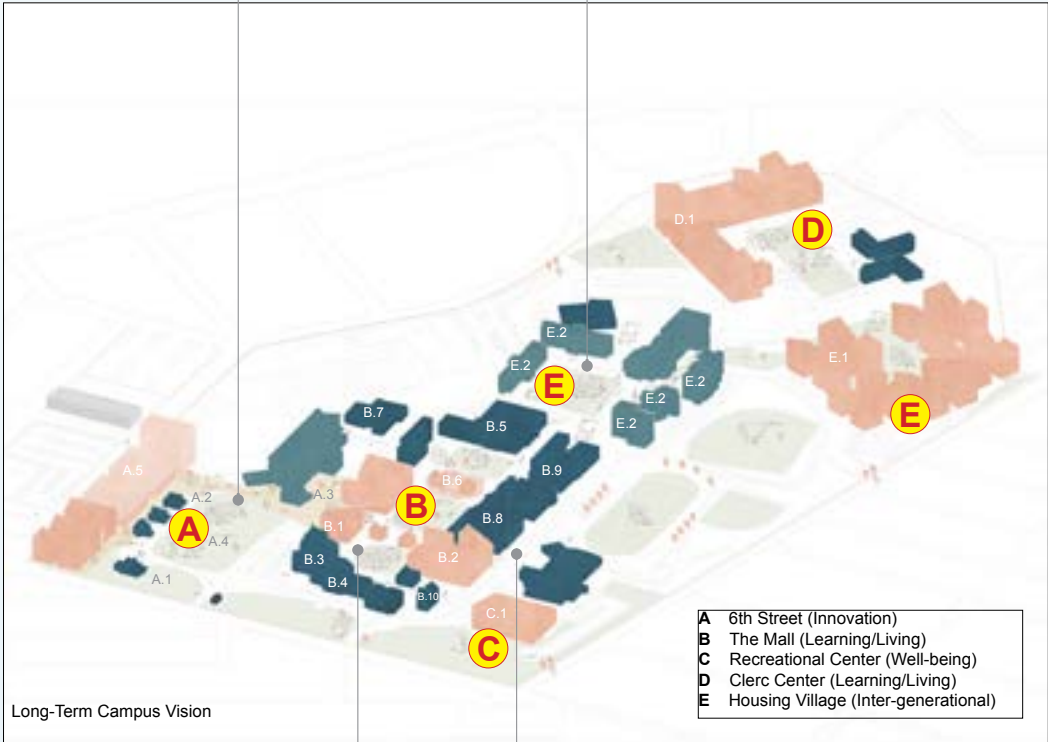 D.1
D
E.2
E.2
E.1
E
E.2
E.2
E.2
E
B.7
B.5
A.5
B.9
B.6
A.2
A.3
B
A
B.1
B.8
A.4
B.3
B.2
A.1
B.4
B.10
C.1
C
A 6th Street (Innovation)
B The Mall (Learning/Living)
C Recreational Center (Well-being)
D Clerc Center (Learning/Living)
E Housing Village (Inter-generational)
Long-Term Campus Vision